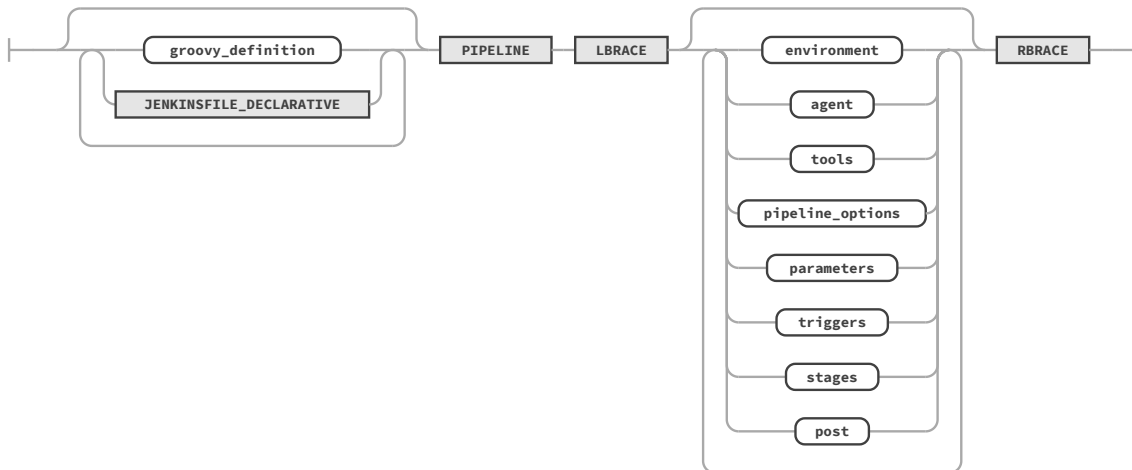 groovy_definition PIPELINE LBRACE environment RBRACE
JENKINSFILE_DECLARATIVE agent
tools
pipeline_options
parameters
triggers
stages
post